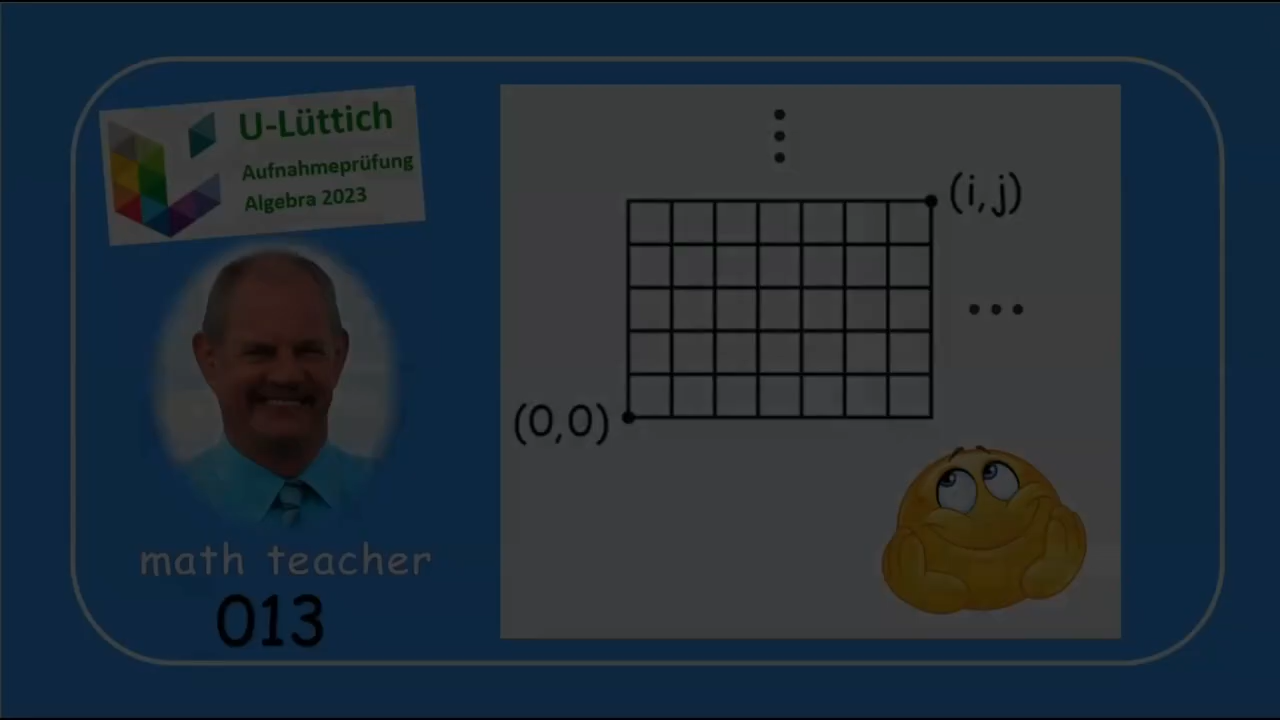 U-Lüttich
Aufnahmeprüfung
Algebra 2023
math teacher
013
(i,j)
(0,0)